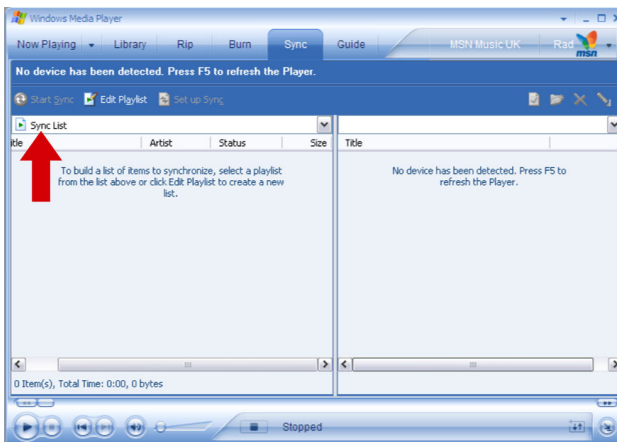 Windows Media Player
Now Playing Library Rip Burn Sync Guide MSN Music UK Rad msn
No device has been detected. Press F5 to refresh the Player.
Start Sync Edit Playlist Set up Sync
Sync List
itle Artist Status Size Title
To build a list of items to synchronize, select a playlist
from the list above or click Edit Playlist to create a new
list.
No device has been detected. Press F5 to
refresh the Player.
0 Item(s), Total Time: 0:00, 0 bytes
Stopped